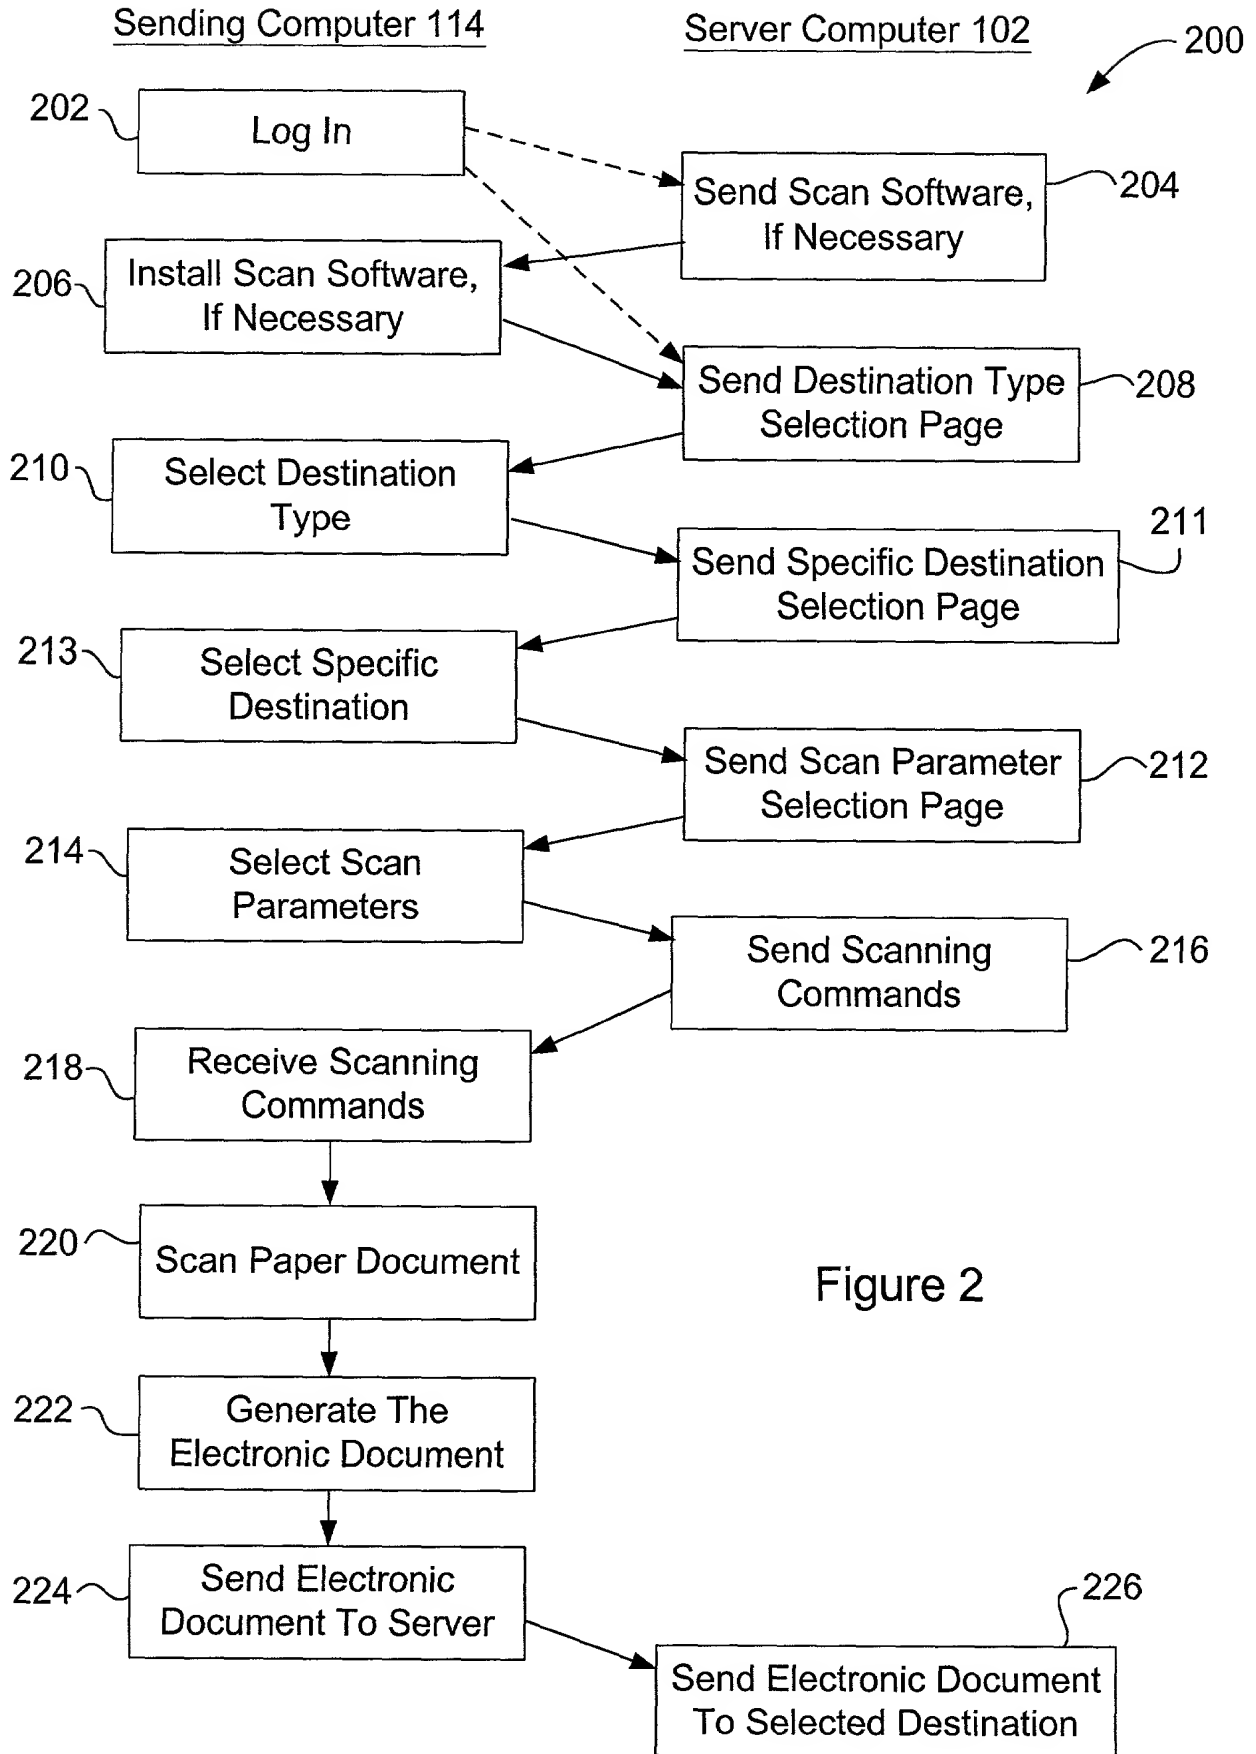 Sending Computer 114
Server Computer 102
200
202
Log In
Send Scan Software,
If Necessary
204
206
Install Scan Software,
If Necessary
Send Destination Type
Selection Page
208
210
Select Destination
Type
211
Send Specific Destination
Selection Page
213
Select Specific
Destination
Send Scan Parameter
Selection Page
212
214
Select Scan
Parameters
Send Scanning
Commands
216
218
Receive Scanning
Commands
220
Scan Paper Document
Figure 2
222
Generate The
Electronic Document
224
Send Electronic
Document To Server
226
Send Electronic Document
To Selected Destination